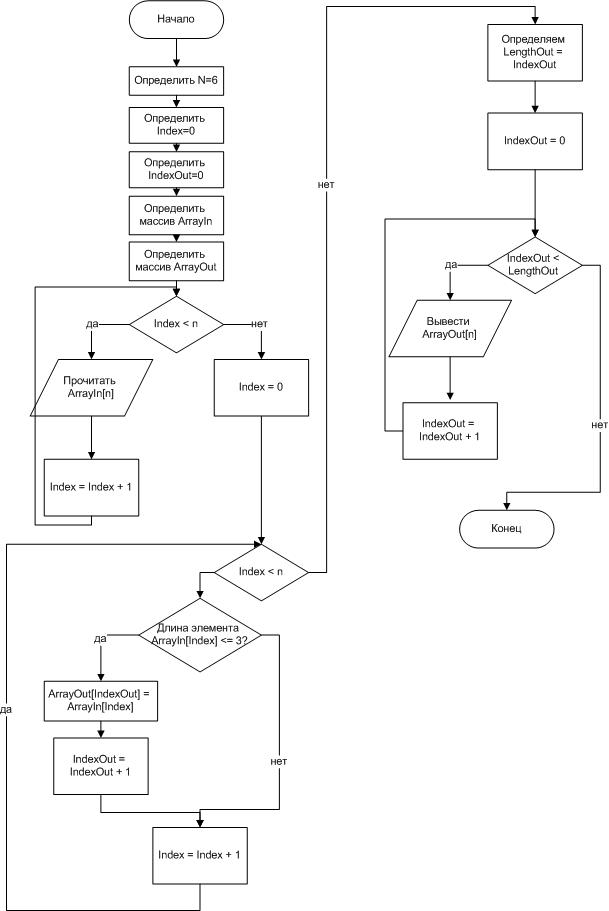 Начало
Определить N=6
Определить
Index=0
Определить
IndexOut=0
Определить
массив ArrayIn
Определить
массив ArrayOut
Index < n
да
нет
Прочитать
ArrayIn[n]
Index = 0
Index = Index + 1
Index < n
нет
Длина элемента
ArrayIn[Index] <= 3?
да
ArrayOut[IndexOut] =
ArrayIn[Index]
IndexOut =
IndexOut + 1
нет
Index = Index + 1
да
Определяем
LengthOut =
IndexOut
IndexOut = 0
IndexOut <
LengthOut
да
Вывести
ArrayOut[n]
IndexOut =
IndexOut + 1
нет
Конец